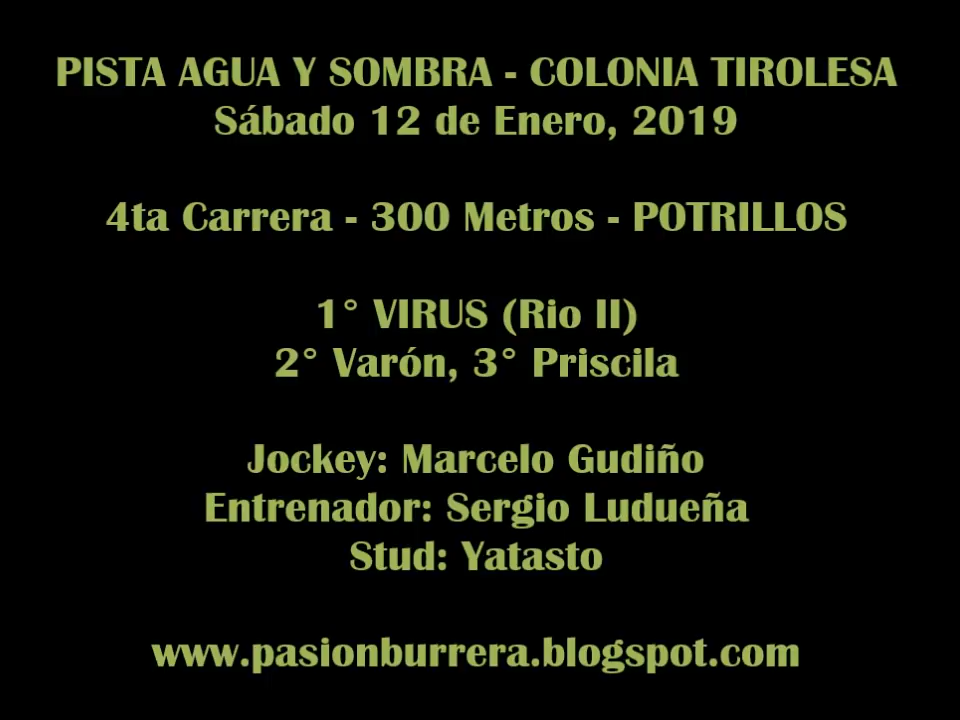 PISTA AGUA Y SOMBRA - COLONIA TIROLESA
Sábado 12 de Enero, 2019
4ta Carrera - 300 Metros - POTRILLOS
1° VIRUS (Rio II)
2° Varón, 3° Priscila
Jockey: Marcelo Gudiño
Entrenador: Sergio Ludueña
Stud: Yatasto
www.pasionburrera.blogspot.com